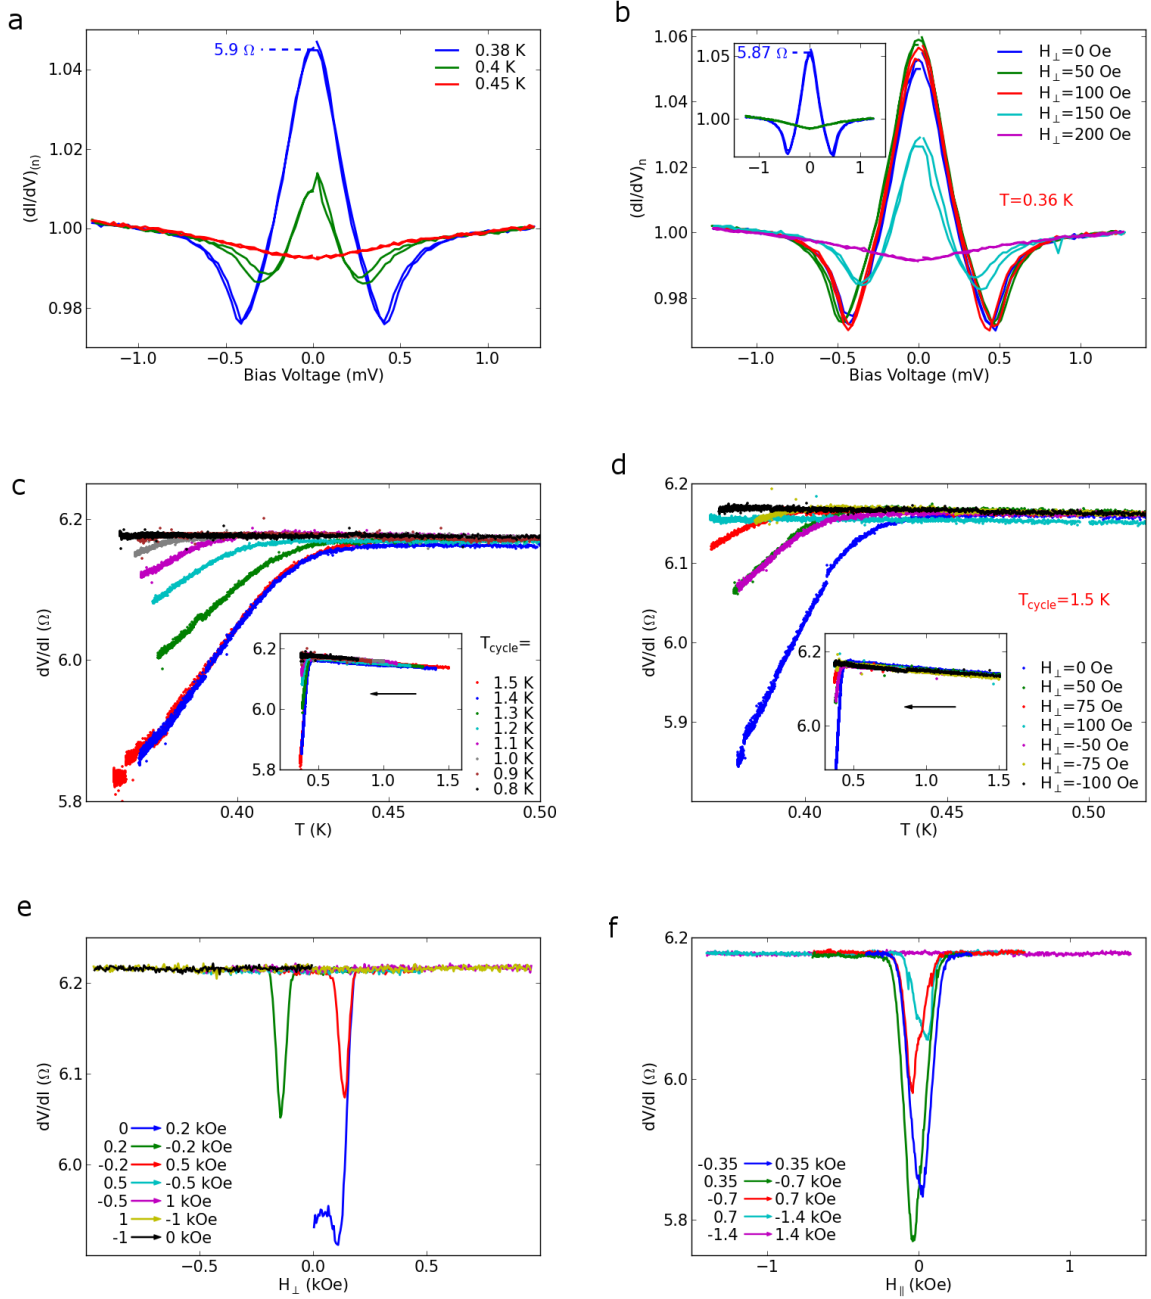 a
5.9 Ω
0.38 K
0.4 K
0.45 K
1.04
1.02
1.00
0.98
(dI/dV)(n)
−1.0 −0.5 0.0 0.5 1.0
Bias Voltage (mV)
b
5.87 Ω
1.05
1.00
−1 0 1
H⊥=0 Oe
H⊥=50 Oe
H⊥=100 Oe
H⊥=150 Oe
H⊥=200 Oe
T=0.36 K
1.06
1.04
1.02
1.00
0.98
(dI/dV)n
−1.0 −0.5 0.0 0.5 1.0
Bias Voltage (mV)
c
6.2
6.0
5.8
dV/dI (Ω)
6.2
6.0
5.8
0.5 1.0 1.5
Tcycle=
1.5 K
1.4 K
1.3 K
1.2 K
1.1 K
1.0 K
0.9 K
0.8 K
0.40 0.45 0.50
T (K)
d
6.2
6.1
6.0
5.9
dV/dI (Ω)
Tcycle=1.5 K
6.2
6.0
0.5 1.0 1.5
H⊥=0 Oe
H⊥=50 Oe
H⊥=75 Oe
H⊥=100 Oe
H⊥=-50 Oe
H⊥=-75 Oe
H⊥=-100 Oe
0.40 0.45 0.50
T (K)
e
6.2
6.1
6.0
dV/dI (Ω)
0 0.2 kOe
0.2 -0.2 kOe
-0.2 0.5 kOe
0.5 -0.5 kOe
-0.5 1 kOe
1 -1 kOe
-1 0 kOe
−0.5 0.0 0.5
H⊥ (kOe)
f
6.2
6.0
5.8
dV/dI (Ω)
-0.35 0.35 kOe
0.35 -0.7 kOe
-0.7 0.7 kOe
0.7 -1.4 kOe
-1.4 1.4 kOe
−1 0 1
H∥ (kOe)